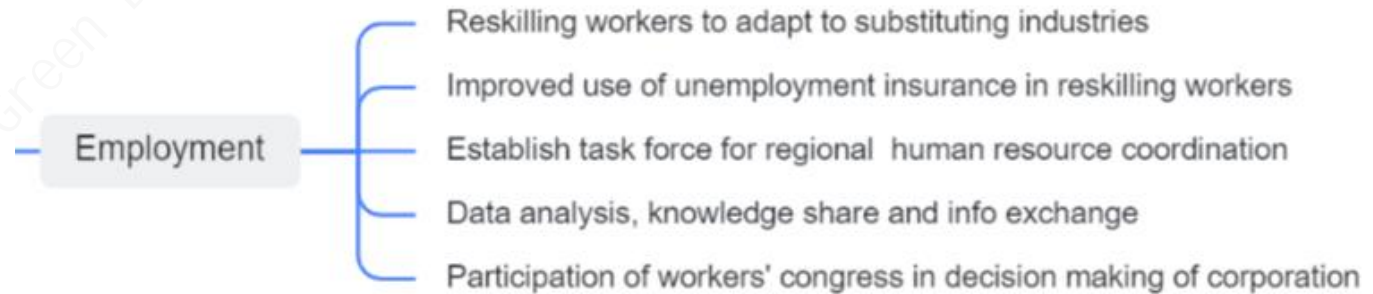 Green
Reskilling workers to adapt to substituting industries
Improved use of unemployment insurance in reskilling workers
Employment
Establish task force for regional human resource coordination
Data analysis, knowledge share and info exchange
Participation of workers' congress in decision making of corporation